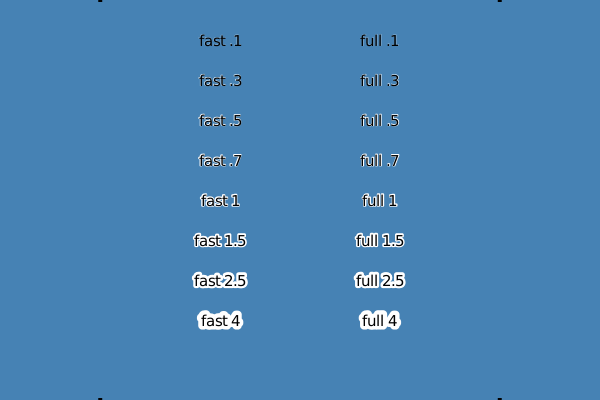 fast .1 full .1
fast .3 full .3
fast .5 full .5
fast .7 full .7
fast 1 full 1
fast 1.5 full 1.5
fast 2.5 full 2.5
fast 4 full 4